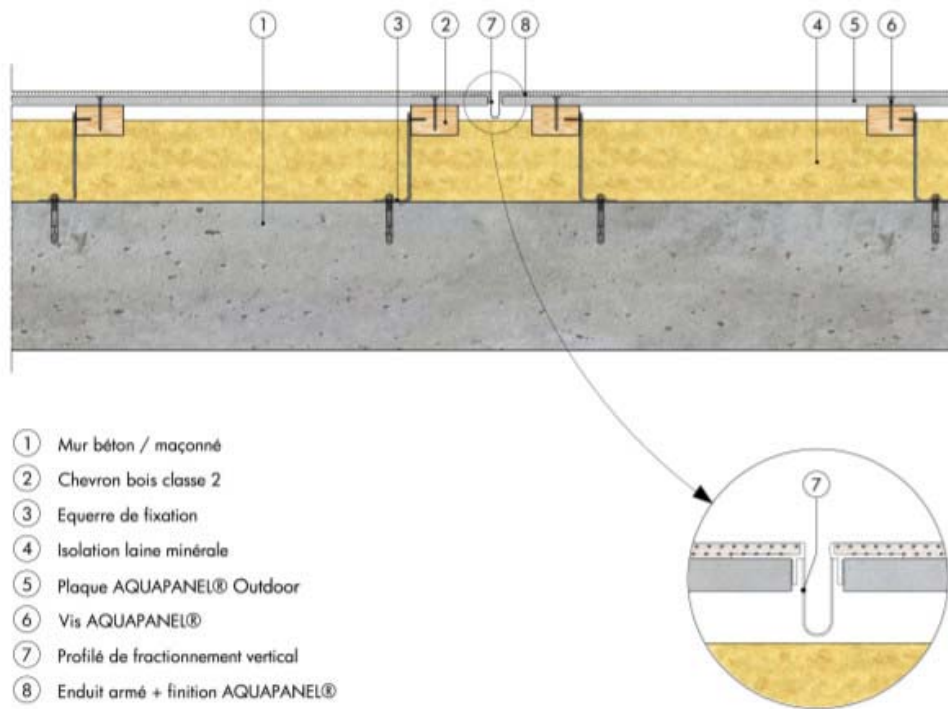 1 3 2 7 8 4 5 6
1 Mur béton / maçonné
2 Chevron bois classe 2
3 Equerre de fixation
4 Isolation laine minérale
5 Plaque AQUAPANEL® Outdoor
6 Vis AQUAPANEL®
7 Profilé de fractionnement vertical
8 Enduit armé + finition AQUAPANEL®
7